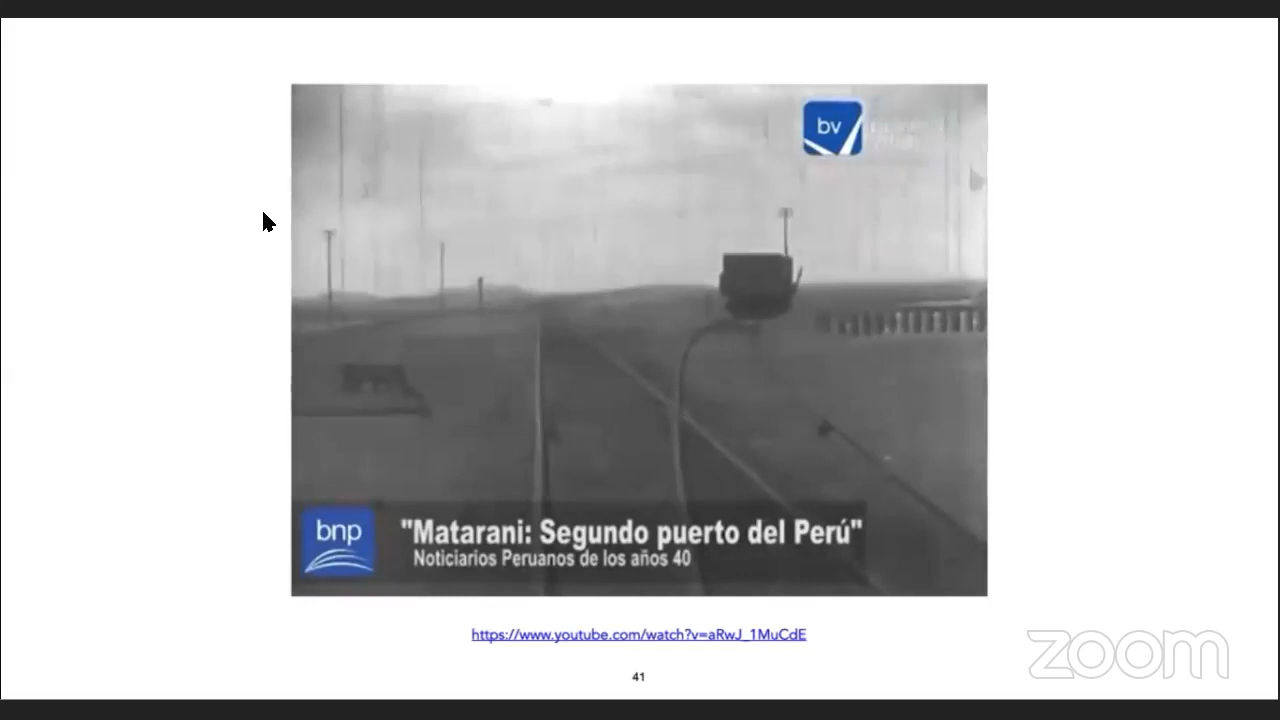 bv
bnp
"Matarani: Segundo puerto del Perú"
Noticiarios Peruanos de los años 40
https://www.youtube.com/watch?v=aRwJ_1MuCdE
41
zoom